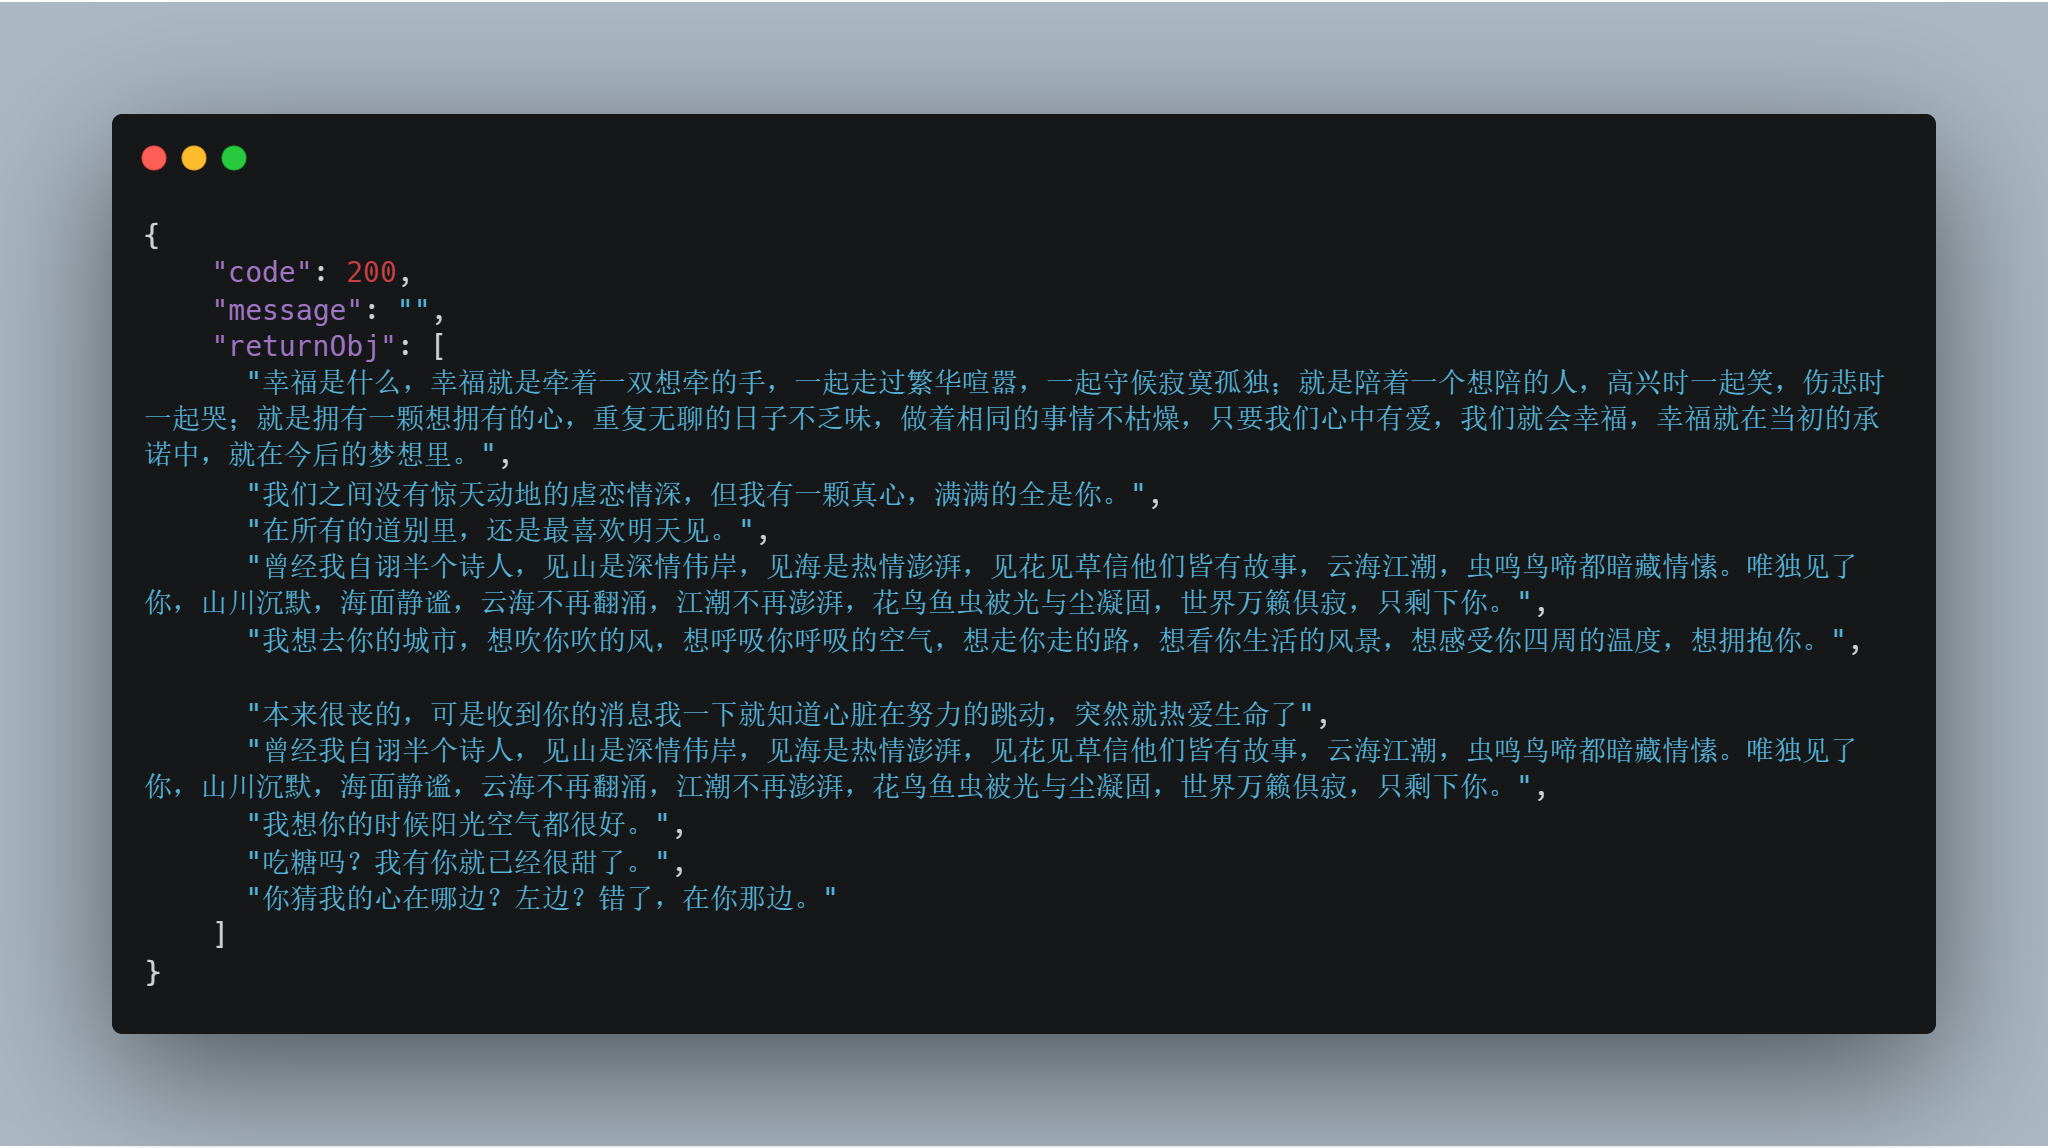 {
"code": 200,
"message": "",
"returnObj": [
"幸福是什么，幸福就是牵着一双想牵的手，一起走过繁华喧嚣，一起守候寂寞孤独；就是陪着一个想陪的人，高兴时一起笑，伤悲时
一起哭；就是拥有一颗想拥有的心，重复无聊的日子不乏味，做着相同的事情不枯燥，只要我们心中有爱，我们就会幸福，幸福就在当初的承
诺中，就在今后的梦想里。",
"我们之间没有惊天动地的虐恋情深，但我有一颗真心，满满的全是你。",
"在所有的道别里，还是最喜欢明天见。",
"曾经我自诩半个诗人，见山是深情伟岸，见海是热情澎湃，见花见草信他们皆有故事，云海江潮，虫鸣鸟啼都暗藏情愫。唯独见了
你，山川沉默，海面静谧，云海不再翻涌，江潮不再澎湃，花鸟鱼虫被光与尘凝固，世界万籁俱寂，只剩下你。",
"我想去你的城市，想吹你吹的风，想呼吸你呼吸的空气，想走你走的路，想看你生活的风景，想感受你四周的温度，想拥抱你。",
"本来很丧的，可是收到你的消息我一下就知道心脏在努力的跳动，突然就热爱生命了",
"曾经我自诩半个诗人，见山是深情伟岸，见海是热情澎湃，见花见草信他们皆有故事，云海江潮，虫鸣鸟啼都暗藏情愫。唯独见了
你，山川沉默，海面静谧，云海不再翻涌，江潮不再澎湃，花鸟鱼虫被光与尘凝固，世界万籁俱寂，只剩下你。",
"我想你的时候阳光空气都很好。",
"吃糖吗？我有你就已经很甜了。",
"你猜我的心在哪边？左边？错了，在你那边。"
]
}